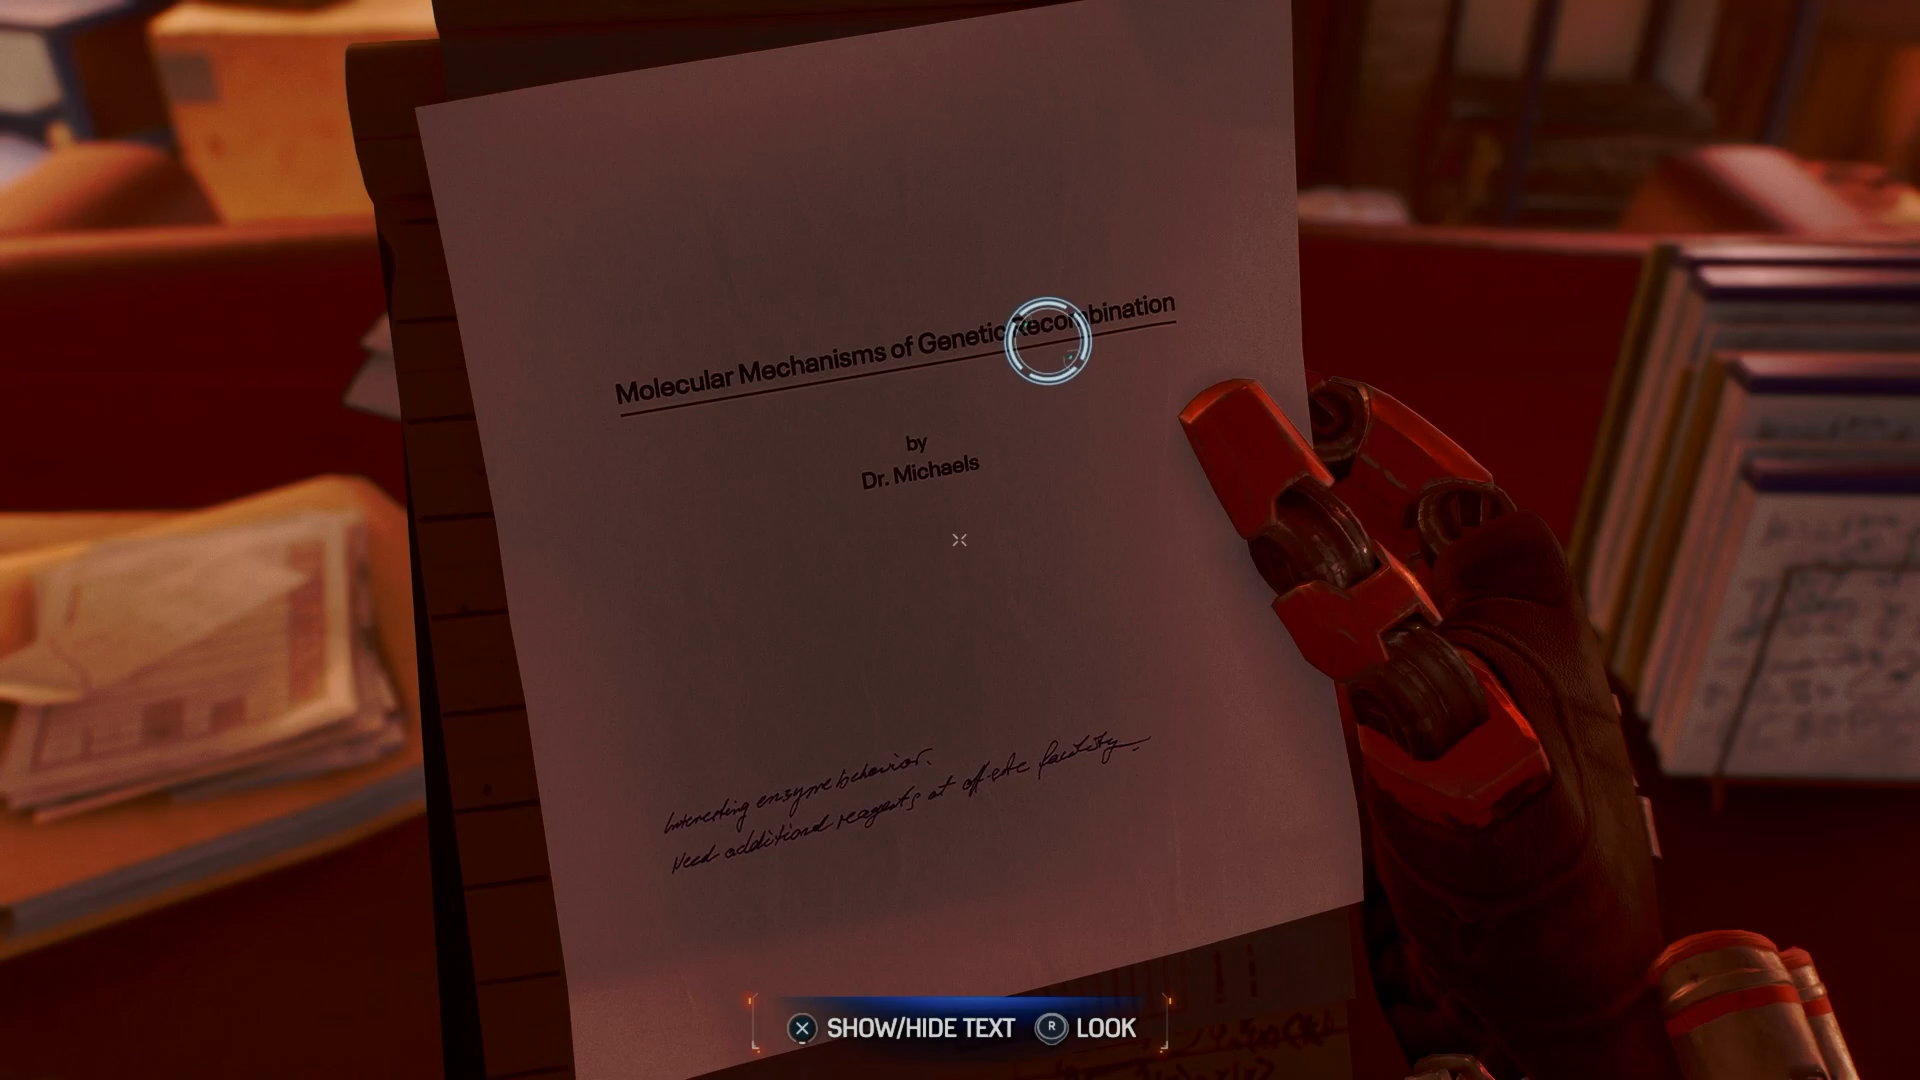 Molecular Mechanisms of Genetic Recombination
by
Dr. Michaels
Interesting enzyme behavior.
Need additional reagents at off-site facility.
SHOW/HIDE TEXT LOOK